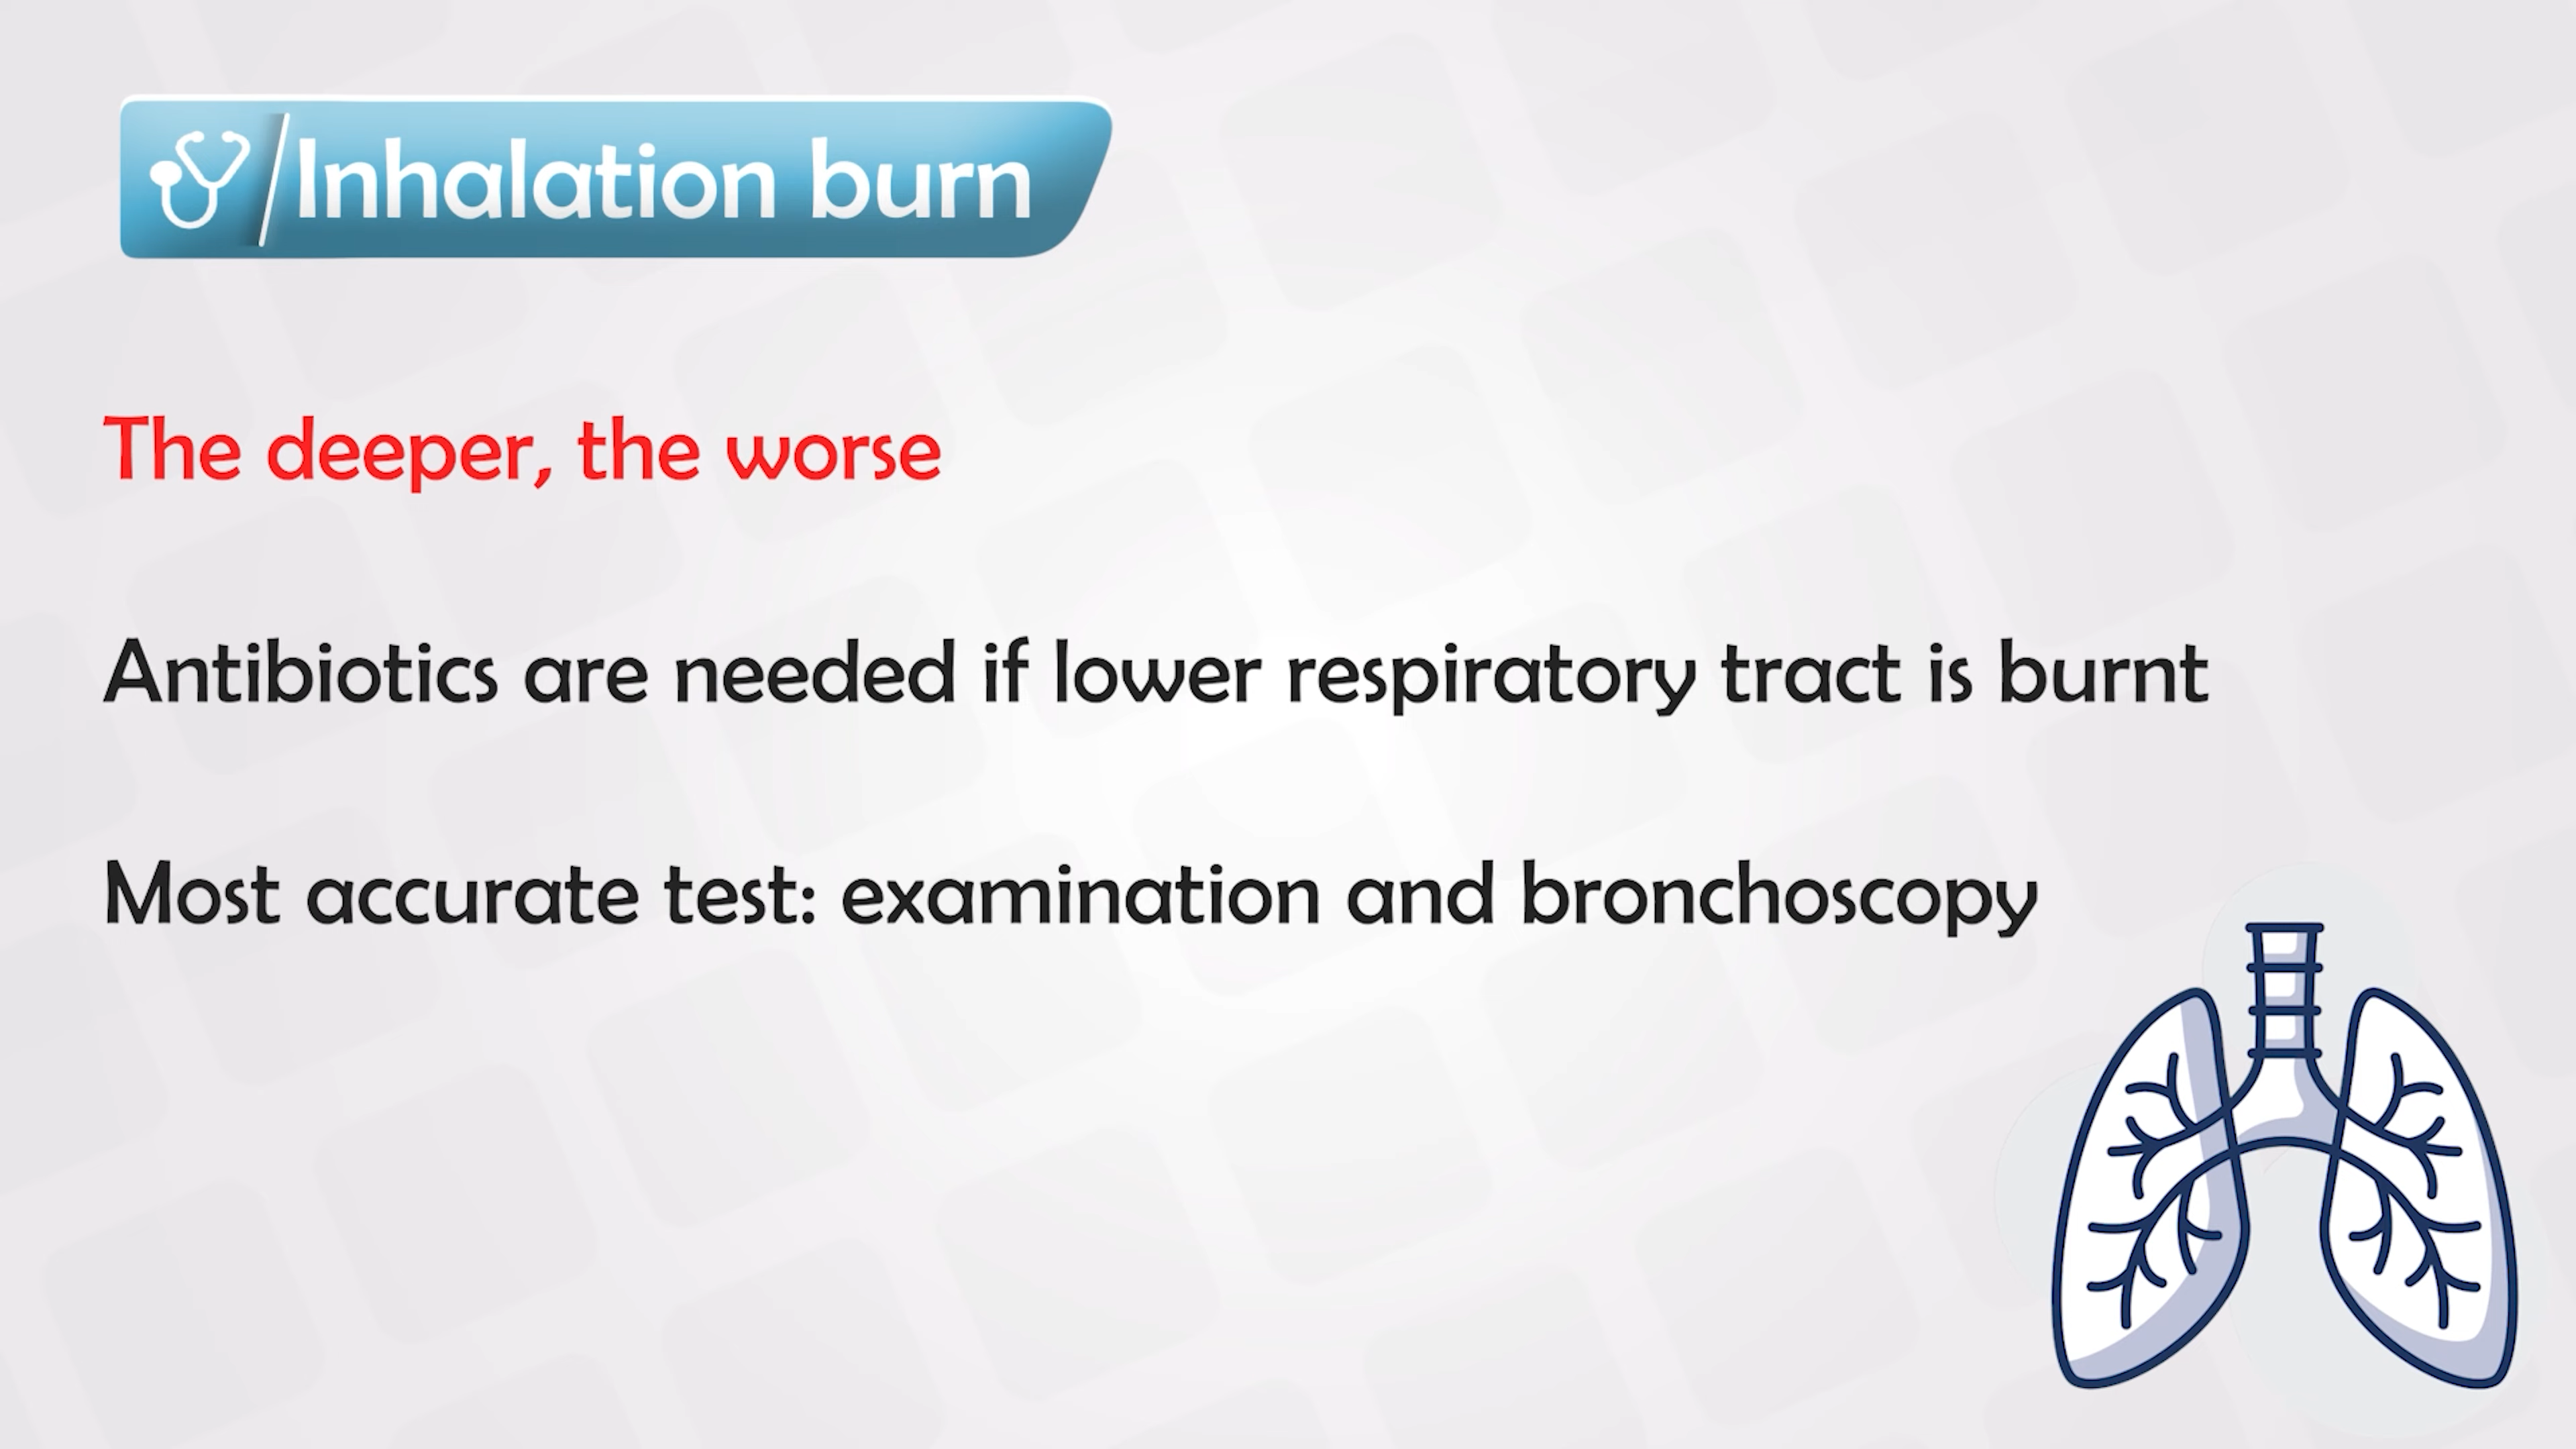 Inhalation burn
The deeper, the worse
Antibiotics are needed if lower respiratory tract is burnt
Most accurate test: examination and bronchoscopy